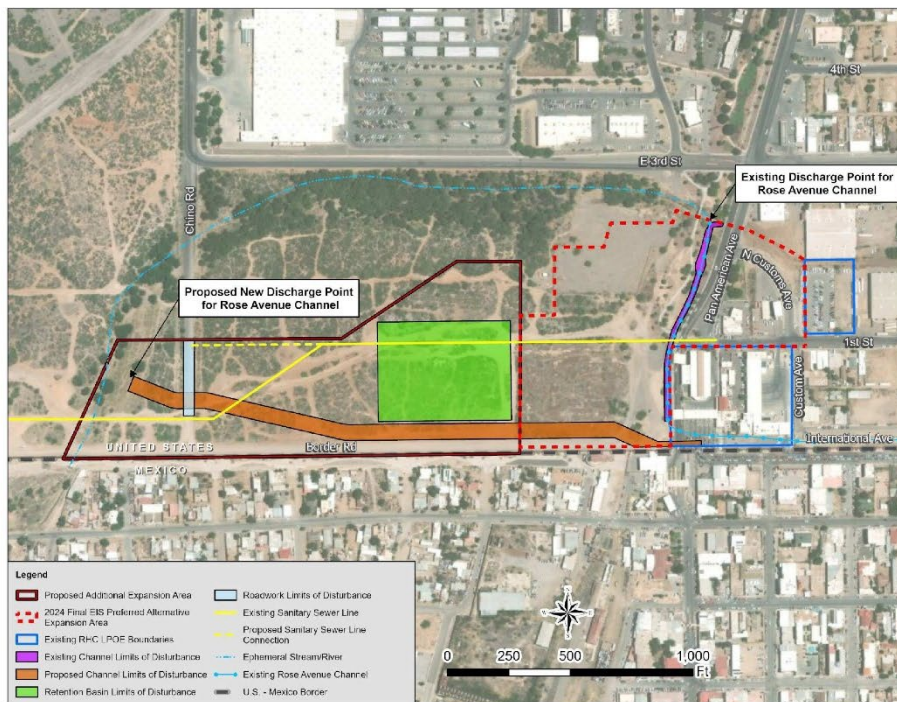 4th St
E 3rd St
Existing Discharge Point for
Rose Avenue Channel
Chino Rd
Pan American Ave
N Customs Ave
Proposed New Discharge Point
for Rose Avenue Channel
1st St
Custom Ave
International Ave
UNITED STATES
Border Rd
MEXICO
Legend
Proposed Additional Expansion Area
2024 Final EIS Preferred Alternative
Expansion Area
Existing RHC LPOE Boundaries
Existing Channel Limits of Disturbance
Proposed Channel Limits of Disturbance
Retention Basin Limits of Disturbance
Roadwork Limits of Disturbance
Existing Sanitary Sewer Line
Proposed Sanitary Sewer Line
Connection
Ephemeral Stream/River
Existing Rose Avenue Channel
U.S. - Mexico Border
0 250 500 1,000
Ft